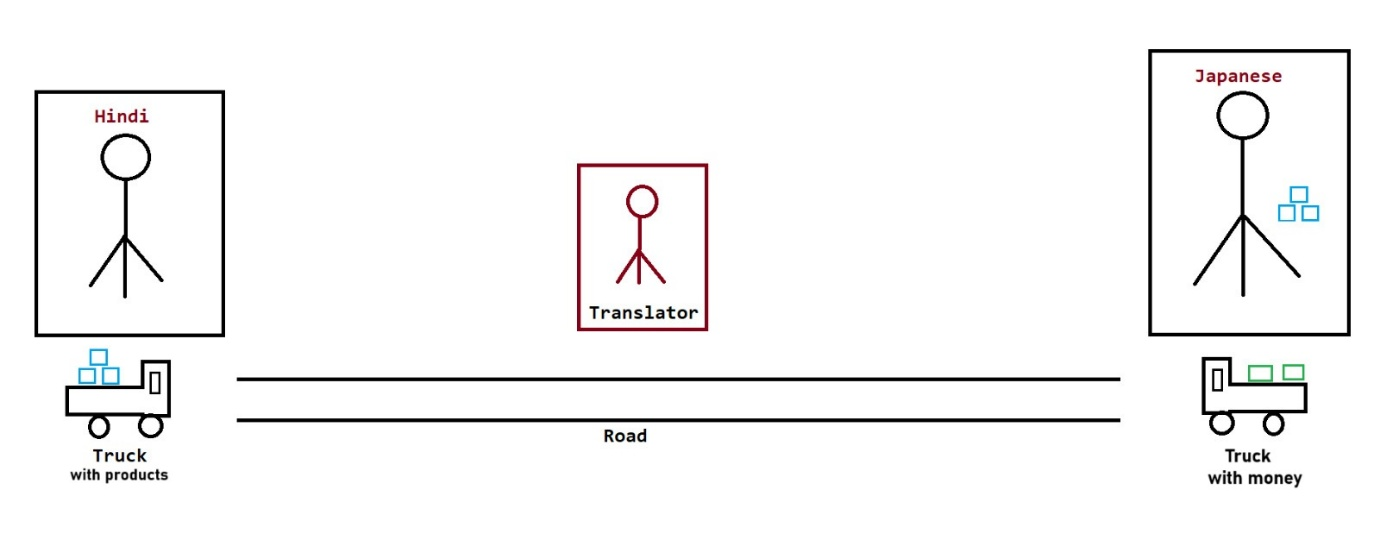 Hindi
Japanese
Translator
Road
Truck
with products
Truck
with money